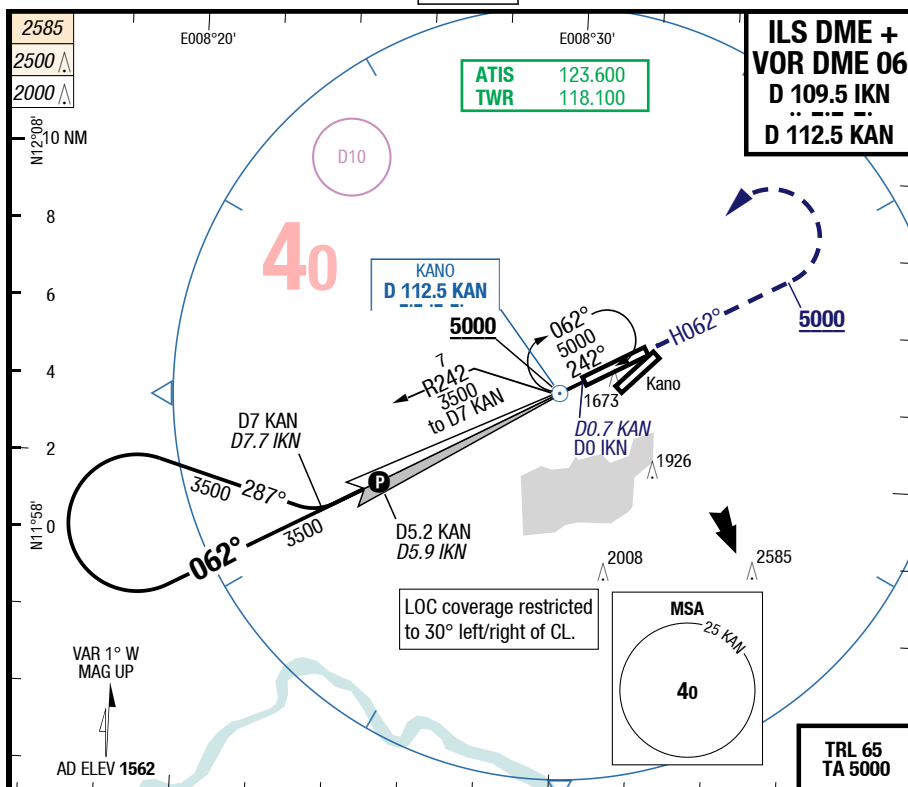 2585
2500
2000
E008°20'
E008°30'
ILS DME +
VOR DME 06
D 109.5 IKN
D 112.5 KAN
ATIS 123.600
TWR 118.100
N12°08'
10 NM
D10
8
40
KANO
D 112.5 KAN
6
5000
062°
5000
242°
H062°
5000
4
7
R242
3500
to D7 KAN
1673
Kano
D7 KAN
D7.7 IKN
D0.7 KAN
D0 IKN
2
1926
3500 287°
P
N11°58'
0
3500
D5.2 KAN
D5.9 IKN
062°
2008
2585
LOC coverage restricted
to 30° left/right of CL.
MSA
25 KAN
40
VAR 1° W
MAG UP
AD ELEV 1562
TRL 65
TA 5000